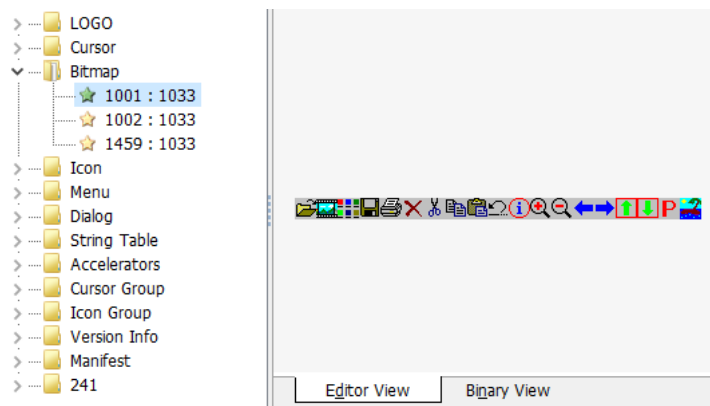 LOGO
Cursor
Bitmap
1001 : 1033
1002 : 1033
1459 : 1033
Icon
Menu
Dialog
String Table
Accelerators
Cursor Group
Icon Group
Version Info
Manifest
241
i P ?
Editor View Binary View